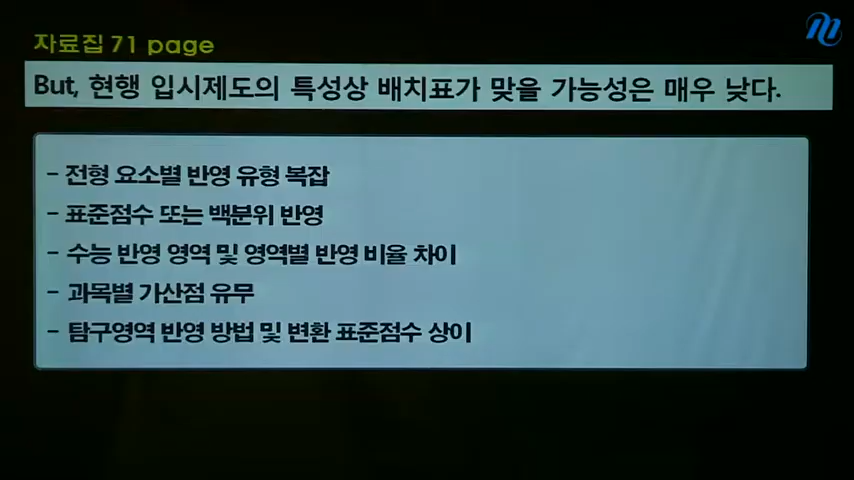 자료집 71 page
But, 현행 입시제도의 특성상 배치표가 맞을 가능성은 매우 낮다.
- 전형 요소별 반영 유형 복잡
- 표준점수 또는 백분위 반영
- 수능 반영 영역 및 영역별 반영 비율 차이
- 과목별 가산점 유무
- 탐구영역 반영 방법 및 변환 표준점수 상이